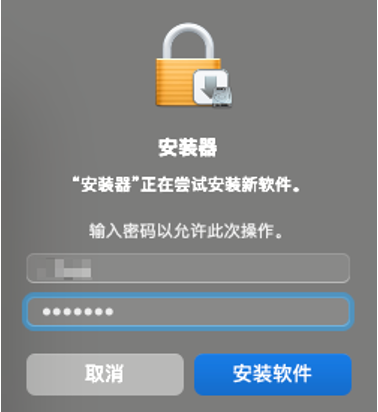 安装器
“安装器”正在尝试安装新软件。
输入密码以允许此次操作。
•••••••
取消
安装软件